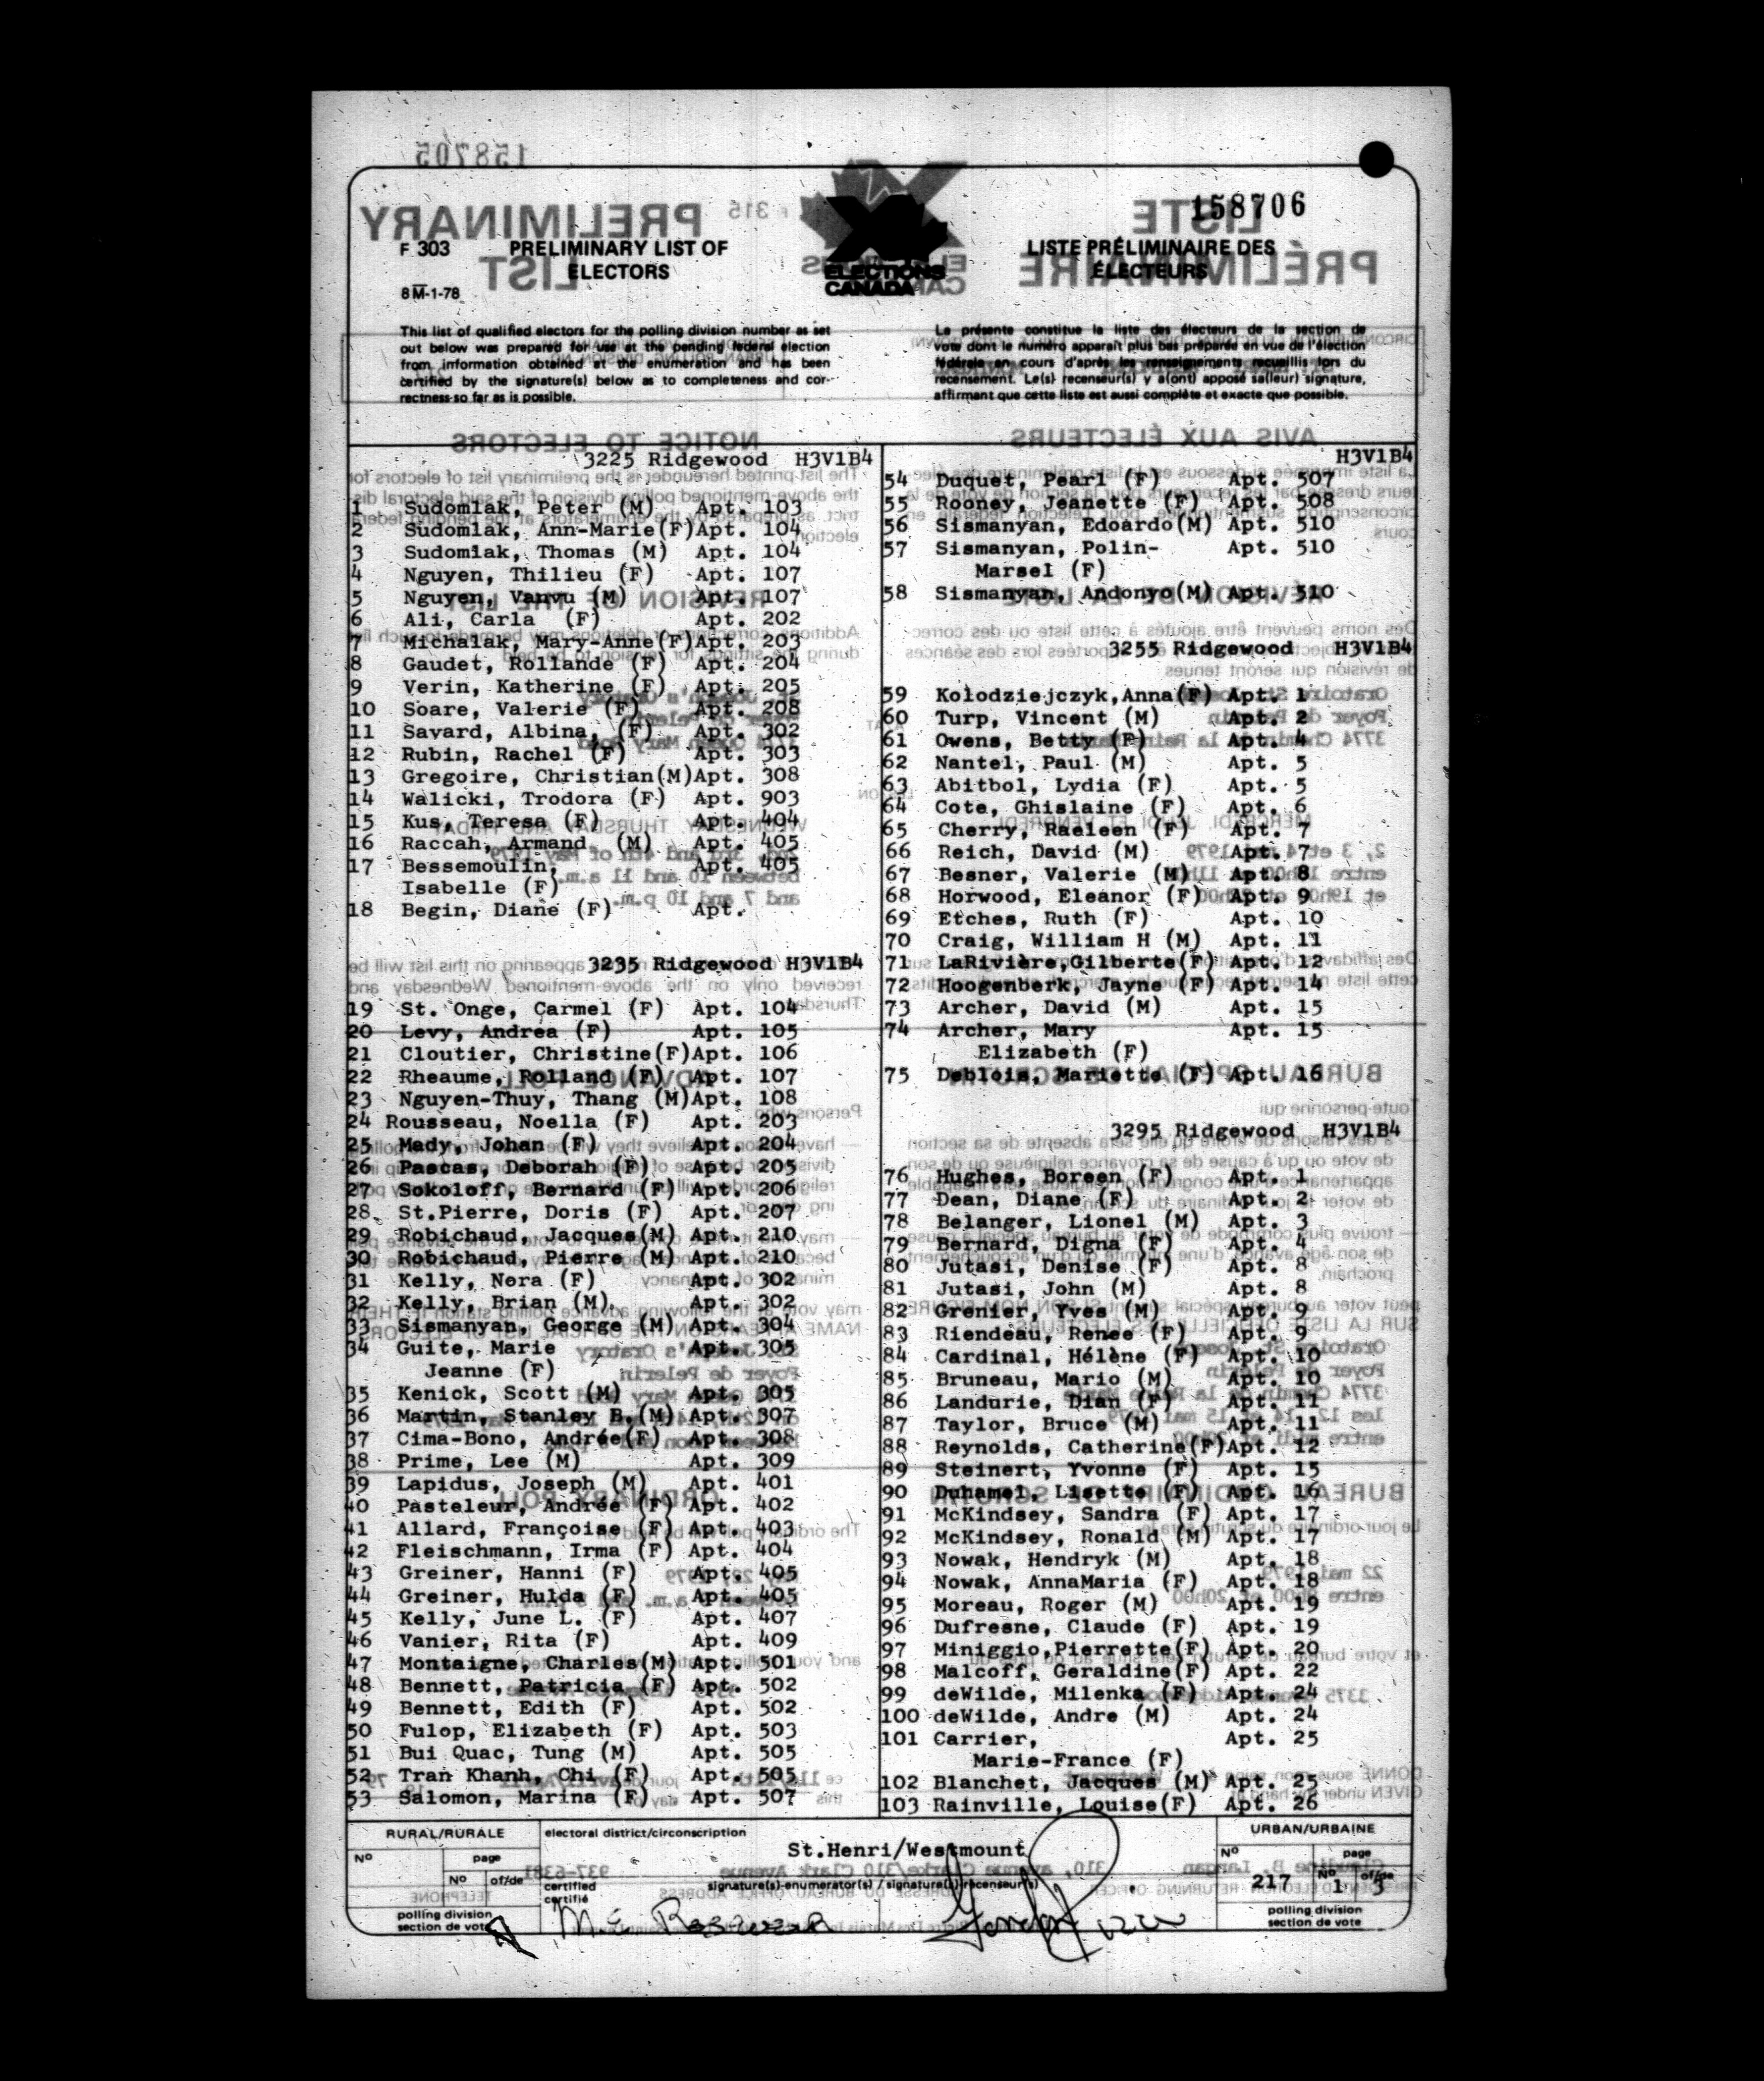 158706
F 303 PRELIMINARY LIST OF ELECTORS
8M-1-78
ELECTIONS CANADA
LISTE PRÉLIMINAIRE DES ÉLECTEURS
This list of qualified electors for the polling division number as set
out below was prepared for use at the pending federal election
from information obtained at the enumeration and has been
certified by the signature(s) below as to completeness and cor-
rectness so far as is possible.
La présente constitue la liste des électeurs de la section de
vote dont le numéro apparaît plus bas préparée en vue de l'élection
fédérale en cours d'après les renseignements recueillis lors du
recensement. Le(s) recenseur(s) y a(ont) apposé sa(leur) signature,
affirmant que cette liste est aussi complète et exacte que possible.
3225 Ridgewood H3V1B4
1 Sudomlak, Peter (M) Apt. 103
2 Sudomlak, Ann-Marie(F)Apt. 104
3 Sudomlak, Thomas (M) Apt. 104
4 Nguyen, Thilieu (F) Apt. 107
5 Nguyen, Vanvu (M) Apt. 107
6 Ali, Carla (F) Apt. 202
7 Michalak, Mary-Anne(F)Apt. 203
8 Gaudet, Rollande (F) Apt. 204
9 Verin, Katherine (F) Apt. 205
10 Soare, Valerie (F) Apt. 208
11 Savard, Albina, (F) Apt. 302
12 Rubin, Rachel (F) Apt. 303
13 Gregoire, Christian(M)Apt. 308
14 Walicki, Trodora (F) Apt. 903
15 Kus, Teresa (F) Apt. 404
16 Raccah, Armand (M) Apt. 405
17 Bessemoulin, Apt. 405
Isabelle (F)
18 Begin, Diane (F) Apt.
3235 Ridgewood H3V1B4
19 St. Onge, Carmel (F) Apt. 104
20 Levy, Andrea (F) Apt. 105
21 Cloutier, Christine(F)Apt. 106
22 Rheaume, Rolland (F) Apt. 107
23 Nguyen-Thuy, Thang (M)Apt. 108
24 Rousseau, Noella (F) Apt. 203
25 Mady, Johan (F) Apt. 204
26 Pascas, Deborah (F) Apt. 205
27 Sokoloff, Bernard (F) Apt. 206
28 St.Pierre, Doris (F) Apt. 207
29 Robichaud, Jacques(M) Apt. 210
30 Robichaud, Pierre (M) Apt. 210
31 Kelly, Nora (F) Apt. 302
32 Kelly, Brian (M) Apt. 302
33 Sismanyan, George (M) Apt. 304
34 Guite, Marie Apt. 305
Jeanne (F)
35 Kenick, Scott (M) Apt. 305
36 Martin, Stanley B.(M) Apt. 307
37 Cima-Bono, Andrée(F) Apt. 308
38 Prime, Lee (M) Apt. 309
39 Lapidus, Joseph (M) Apt. 401
40 Pasteleur, Andrée (F) Apt. 402
41 Allard, Françoise (F) Apt. 403
42 Fleischmann, Irma (F) Apt. 404
43 Greiner, Hanni (F) Apt. 405
44 Greiner, Hulda (F) Apt. 405
45 Kelly, June L. (F) Apt. 407
46 Vanier, Rita (F) Apt. 409
47 Montaigne, Charles(M) Apt. 501
48 Bennett, Patricia (F) Apt. 502
49 Bennett, Edith (F) Apt. 502
50 Fulop, Elizabeth (F) Apt. 503
51 Bui Quac, Tung (M) Apt. 505
52 Tran Khanh, Chi (F) Apt. 505
53 Salomon, Marina (F) Apt. 507
H3V1B4
54 Duquet, Pearl (F) Apt. 507
55 Rooney, Jeanette (F) Apt. 508
56 Sismanyan, Edoardo(M) Apt. 510
57 Sismanyan, Polin- Apt. 510
Marsel (F)
58 Sismanyan, Andonyo(M) Apt. 510
3255 Ridgewood H3V1B4
59 Kolodziejczyk,Anna(F) Apt. 1
60 Turp, Vincent (M) Apt. 2
61 Owens, Betty (F) Apt. 4
62 Nantel, Paul (M) Apt. 5
63 Abitbol, Lydia (F) Apt. 5
64 Cote, Ghislaine (F) Apt. 6
65 Cherry, Raeleen (F) Apt. 7
66 Reich, David (M) Apt. 7
67 Besner, Valerie (M) Apt. 8
68 Horwood, Eleanor (F) Apt. 9
69 Etches, Ruth (F) Apt. 10
70 Craig, William H (M) Apt. 11
71 LaRivière,Gilberte(F) Apt. 12
72 Hoogenberk, Jayne (F) Apt. 14
73 Archer, David (M) Apt. 15
74 Archer, Mary Apt. 15
Elizabeth (F)
75 Deblois, Mariette (F) Apt. 16
3295 Ridgewood H3V1B4
76 Hughes, Boreen (F) Apt. 1
77 Dean, Diane (F) Apt. 2
78 Belanger, Lionel (M) Apt. 3
79 Bernard, Digna (F) Apt. 4
80 Jutasi, Denise (F) Apt. 8
81 Jutasi, John (M) Apt. 8
82 Grenier, Yves (M) Apt. 9
83 Riendeau, Renee (F) Apt. 9
84 Cardinal, Hélène (F) Apt. 10
85 Bruneau, Mario (M) Apt. 10
86 Landurie, Dian (F) Apt. 11
87 Taylor, Bruce (M) Apt. 11
88 Reynolds, Catherine(F)Apt. 12
89 Steinert, Yvonne (F) Apt. 15
90 Duhamel, Lisette (F) Apt. 16
91 McKindsey, Sandra (F) Apt. 17
92 McKindsey, Ronald (M) Apt. 17
93 Nowak, Hendryk (M) Apt. 18
94 Nowak, AnnaMaria (F) Apt. 18
95 Moreau, Roger (M) Apt. 19
96 Dufresne, Claude (F) Apt. 19
97 Miniggio,Pierrette(F) Apt. 20
98 Malcoff, Geraldine(F) Apt. 22
99 deWilde, Milenka (F) Apt. 24
100 deWilde, Andre (M) Apt. 24
101 Carrier, Apt. 25
Marie-France (F)
102 Blanchet, Jacques (M) Apt. 25
103 Rainville, Louise(F) Apt. 26
RURAL/RURALE
No page
No of/de
polling division
section de vote
electoral district/circonscription
St.Henri/Westmount
certified
certifié
signature(s)-enumerator(s) / signature(s)-recenseur(s)
URBAN/URBAINE
No page
No of/de
217 1 3
polling division
section de vote